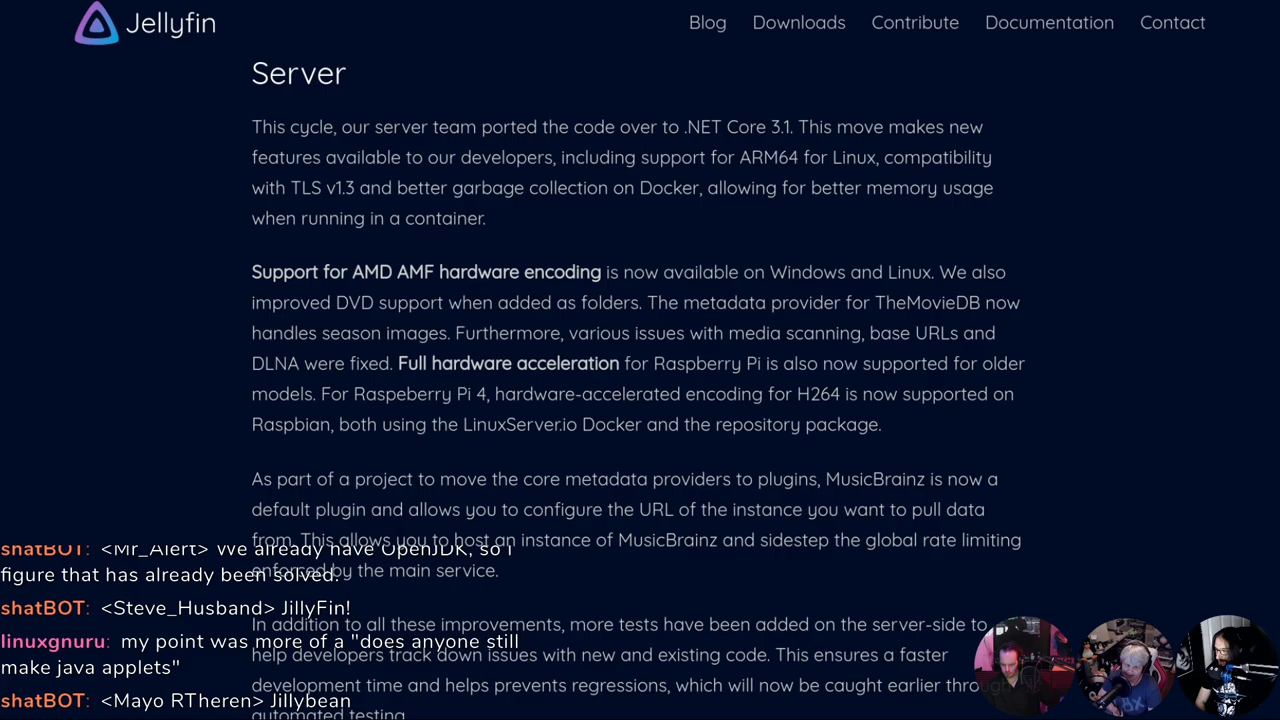 Jellyfin
Blog Downloads Contribute Documentation Contact
Server
This cycle, our server team ported the code over to .NET Core 3.1. This move makes new
features available to our developers, including support for ARM64 for Linux, compatibility
with TLS v1.3 and better garbage collection on Docker, allowing for better memory usage
when running in a container.
Support for AMD AMF hardware encoding is now available on Windows and Linux. We also
improved DVD support when added as folders. The metadata provider for TheMovieDB now
handles season images. Furthermore, various issues with media scanning, base URLs and
DLNA were fixed. Full hardware acceleration for Raspberry Pi is also now supported for older
models. For Raspeberry Pi 4, hardware-accelerated encoding for H264 is now supported on
Raspbian, both using the LinuxServer.io Docker and the repository package.
As part of a project to move the core metadata providers to plugins, MusicBrainz is now a
default plugin and allows you to configure the URL of the instance you want to pull data
from. This allows you to host an instance of MusicBrainz and sidestep the global rate limiting
enforced by the main service.
In addition to all these improvements, more tests have been added on the server-side to
help developers track down issues with new and existing code. This ensures a faster
development time and helps prevents regressions, which will now be caught earlier through
automated testing.
shatBOT: <Mr_Alert> We already have OpenJDK, so I
figure that has already been solved.
shatBOT: <Steve_Husband> JillyFin!
linuxgnuru: my point was more of a "does anyone still
make java applets"
shatBOT: <Mayo RTheren> Jillybean